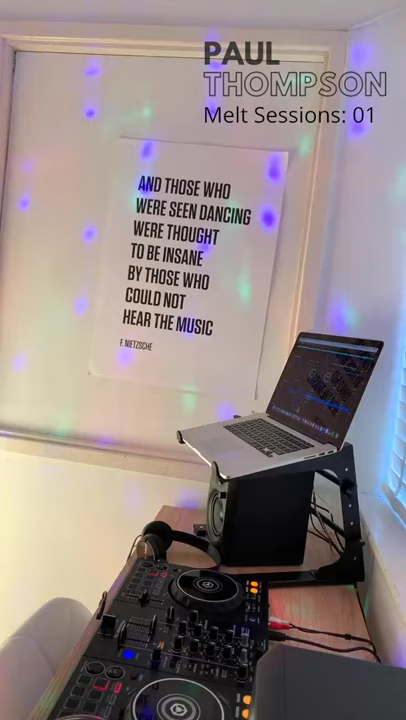 PAUL
THOMPSON
Melt Sessions: 01
AND THOSE WHO
WERE SEEN DANCING
WERE THOUGHT
TO BE INSANE
BY THOSE WHO
COULD NOT
HEAR THE MUSIC
F. NIETZSCHE